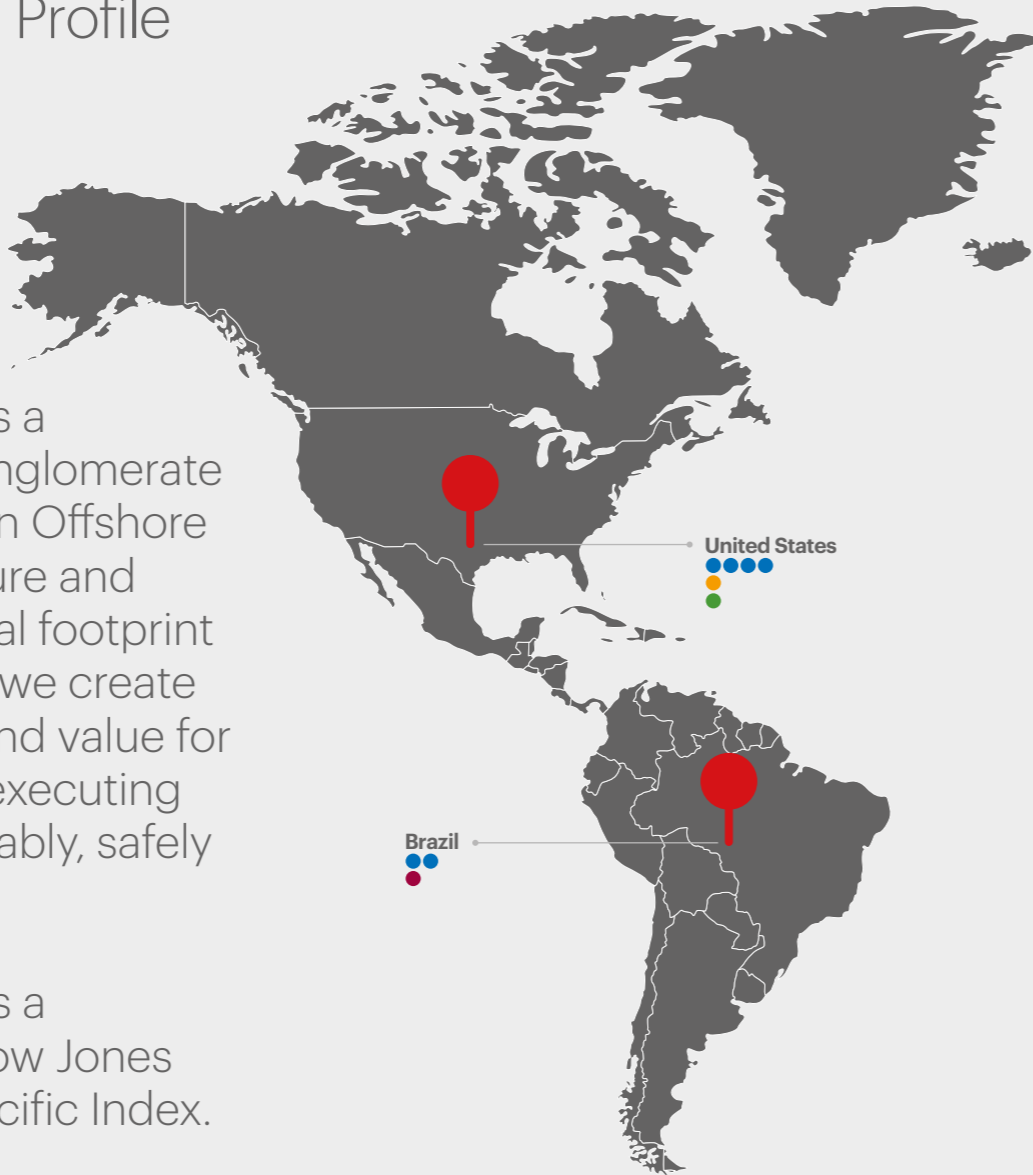 Profile
s a
nglomerate
n Offshore
ure and
al footprint
we create
nd value for
executing
ably, safely
s a
ow Jones
cific Index.
United States
Brazil